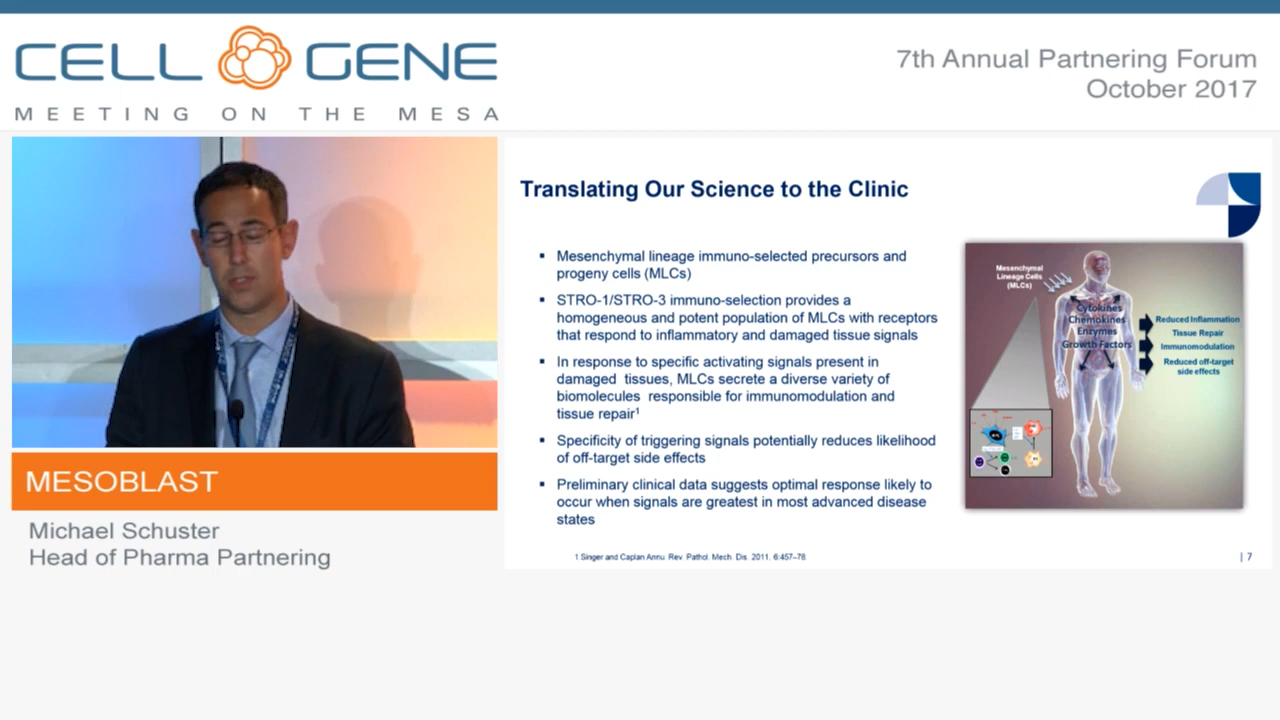 CELL GENE
MEETING ON THE MESA
7th Annual Partnering Forum
October 2017
Translating Our Science to the Clinic
▪ Mesenchymal lineage immuno-selected precursors and
progeny cells (MLCs)
▪ STRO-1/STRO-3 immuno-selection provides a
homogeneous and potent population of MLCs with receptors
that respond to inflammatory and damaged tissue signals
▪ In response to specific activating signals present in
damaged tissues, MLCs secrete a diverse variety of
biomolecules responsible for immunomodulation and
tissue repair¹
▪ Specificity of triggering signals potentially reduces likelihood
of off-target side effects
▪ Preliminary clinical data suggests optimal response likely to
occur when signals are greatest in most advanced disease
states
Mesenchymal
Lineage Cells
(MLCs)
Cytokines
Chemokines
Enzymes
Growth Factors
Reduced Inflammation
Tissue Repair
Immunomodulation
Reduced off-target
side effects
1 Singer and Caplan Annu. Rev. Pathol. Mech. Dis. 2011. 6:457–78.
| 7
MESOBLAST
Michael Schuster
Head of Pharma Partnering